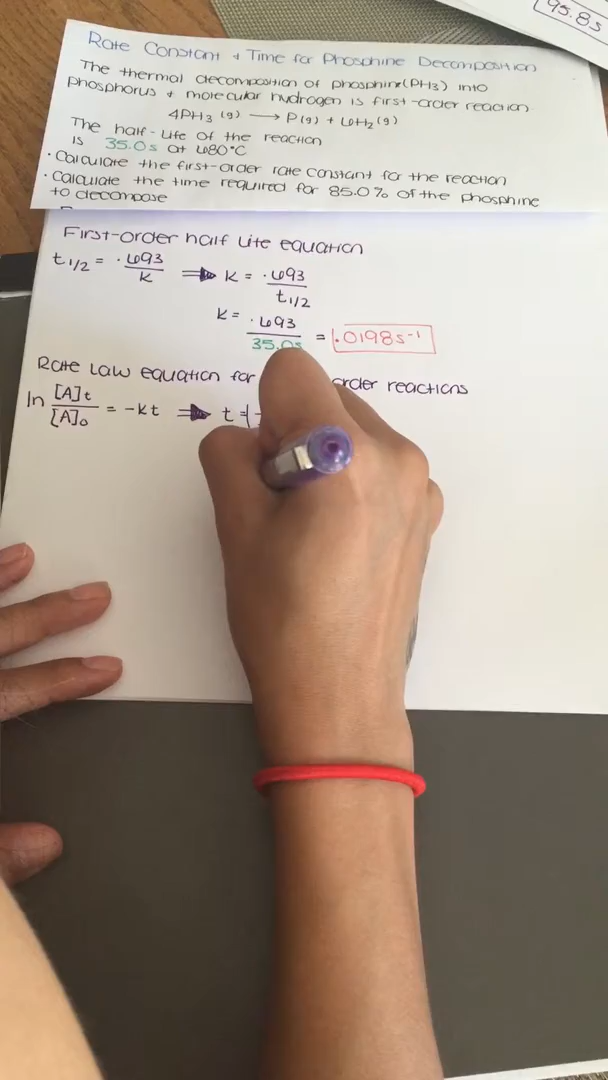 95.8s
Rate Constant + Time for Phosphine Decomposition
The thermal decomposition of phosphine (PH3) into
phosphorus + molecular hydrogen is first-order reaction
4PH3 (g) → P(g) + 6H2 (g)
The half-life of the reaction
is 35.0s at 680°C
• Calculate the first-order rate constant for the reaction
• Calculate the time required for 85.0% of the phosphine
to decompose
First-order half life equation
t1/2 = .693/k ⇒ k = .693/t1/2
k = .693/35.0s = .0198s⁻¹
Rate law equation for order reactions
ln [A]t/[A]0 = -kt ⇒ t =